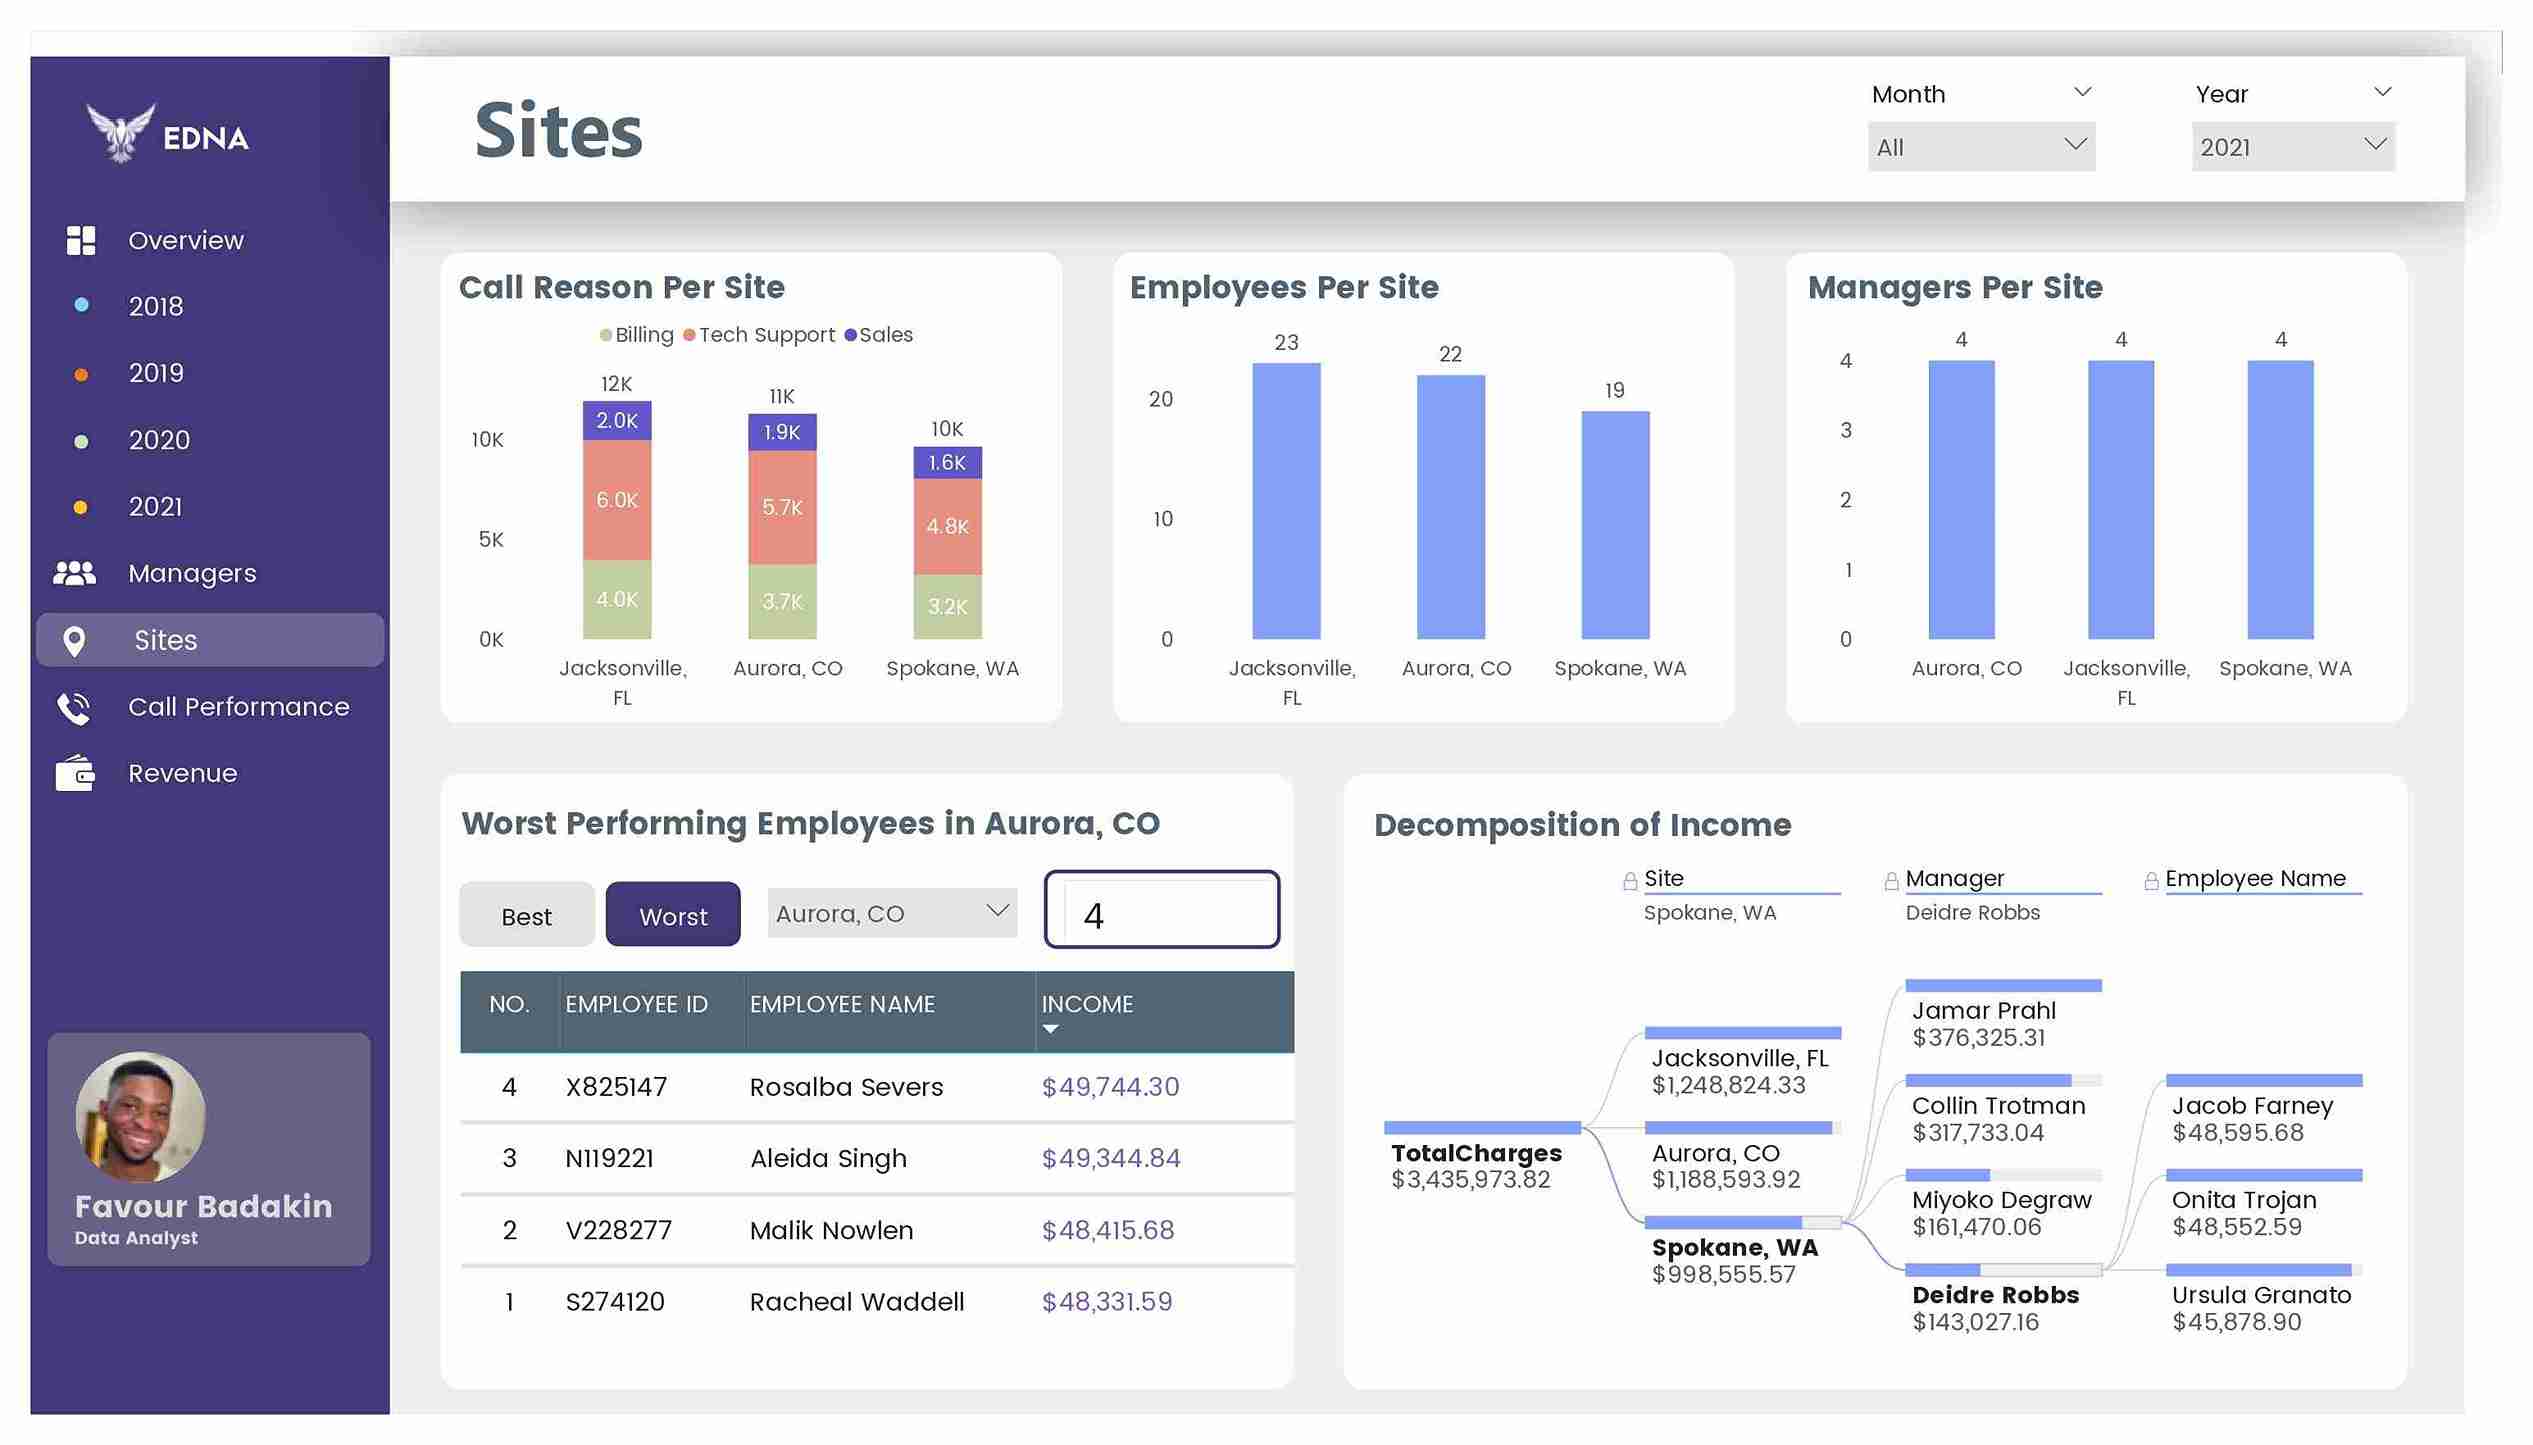 EDNA
Overview
2018
2019
2020
2021
Managers
Sites
Call Performance
Revenue
Favour Badakin
Data Analyst
Sites
Month
All
Year
2021
Call Reason Per Site
Billing Tech Support Sales
12K
11K
10K
10K
5K
0K
2.0K
6.0K
4.0K
1.9K
5.7K
3.7K
1.6K
4.8K
3.2K
Jacksonville,
FL
Aurora, CO
Spokane, WA
Employees Per Site
23
22
19
20
10
0
Jacksonville,
FL
Aurora, CO
Spokane, WA
Managers Per Site
4
4
4
4
3
2
1
0
Aurora, CO
Jacksonville,
FL
Spokane, WA
Worst Performing Employees in Aurora, CO
Best
Worst
Aurora, CO
4
NO. EMPLOYEE ID EMPLOYEE NAME INCOME
4 X825147 Rosalba Severs $49,744.30
3 N119221 Aleida Singh $49,344.84
2 V228277 Malik Nowlen $48,415.68
1 S274120 Racheal Waddell $48,331.59
Decomposition of Income
Site
Spokane, WA
Manager
Deidre Robbs
Employee Name
TotalCharges
$3,435,973.82
Jacksonville, FL
$1,248,824.33
Aurora, CO
$1,188,593.92
Spokane, WA
$998,555.57
Jamar Prahl
$376,325.31
Collin Trotman
$317,733.04
Miyoko Degraw
$161,470.06
Deidre Robbs
$143,027.16
Jacob Farney
$48,595.68
Onita Trojan
$48,552.59
Ursula Granato
$45,878.90